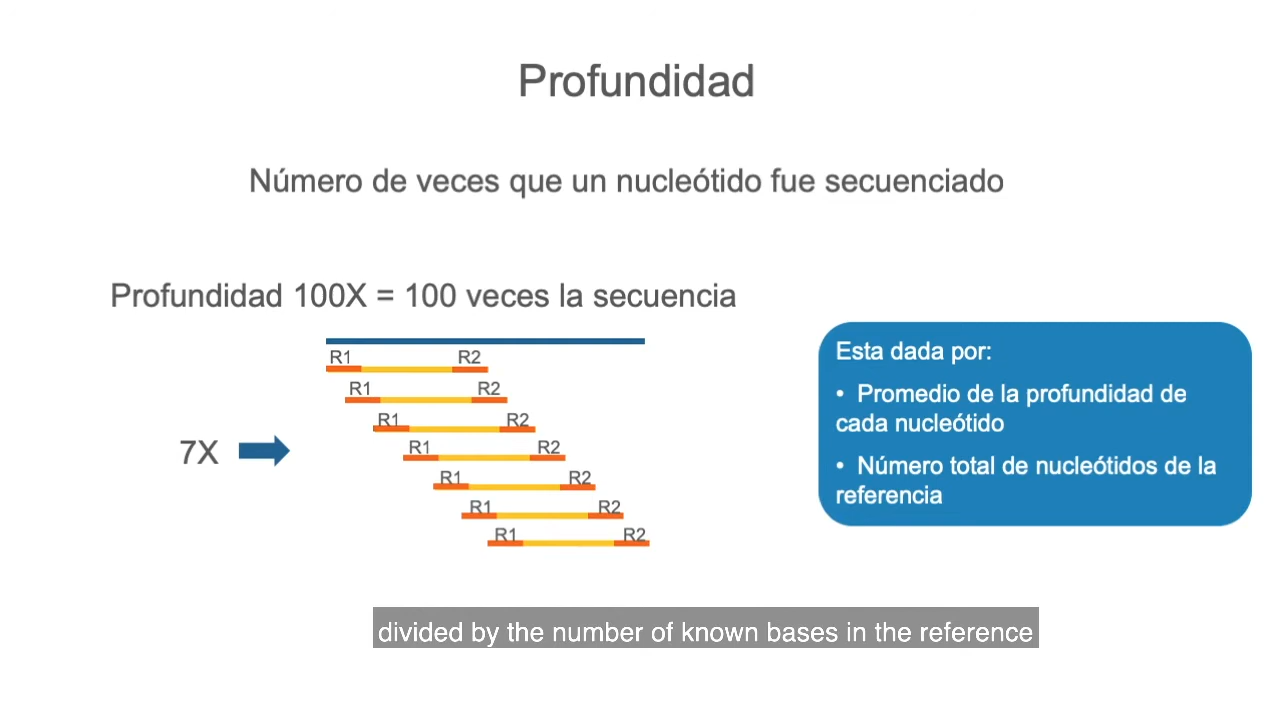 Profundidad
Número de veces que un nucleótido fue secuenciado
Profundidad 100X = 100 veces la secuencia
R1 R2
R1 R2
R1 R2
7X
R1 R2
R1 R2
R1 R2
R1 R2
Esta dada por:
• Promedio de la profundidad de
cada nucleótido
• Número total de nucleótidos de la
referencia
divided by the number of known bases in the reference